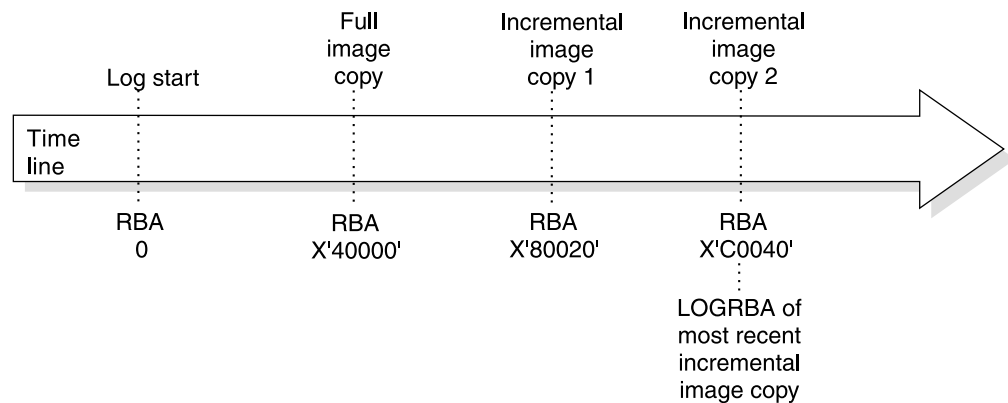 Log start
Full
image
copy
Incremental
image
copy 1
Incremental
image
copy 2
Time
line
RBA
0
RBA
X'40000'
RBA
X'80020'
RBA
X'C0040'
LOGRBA of
most recent
incremental
image copy